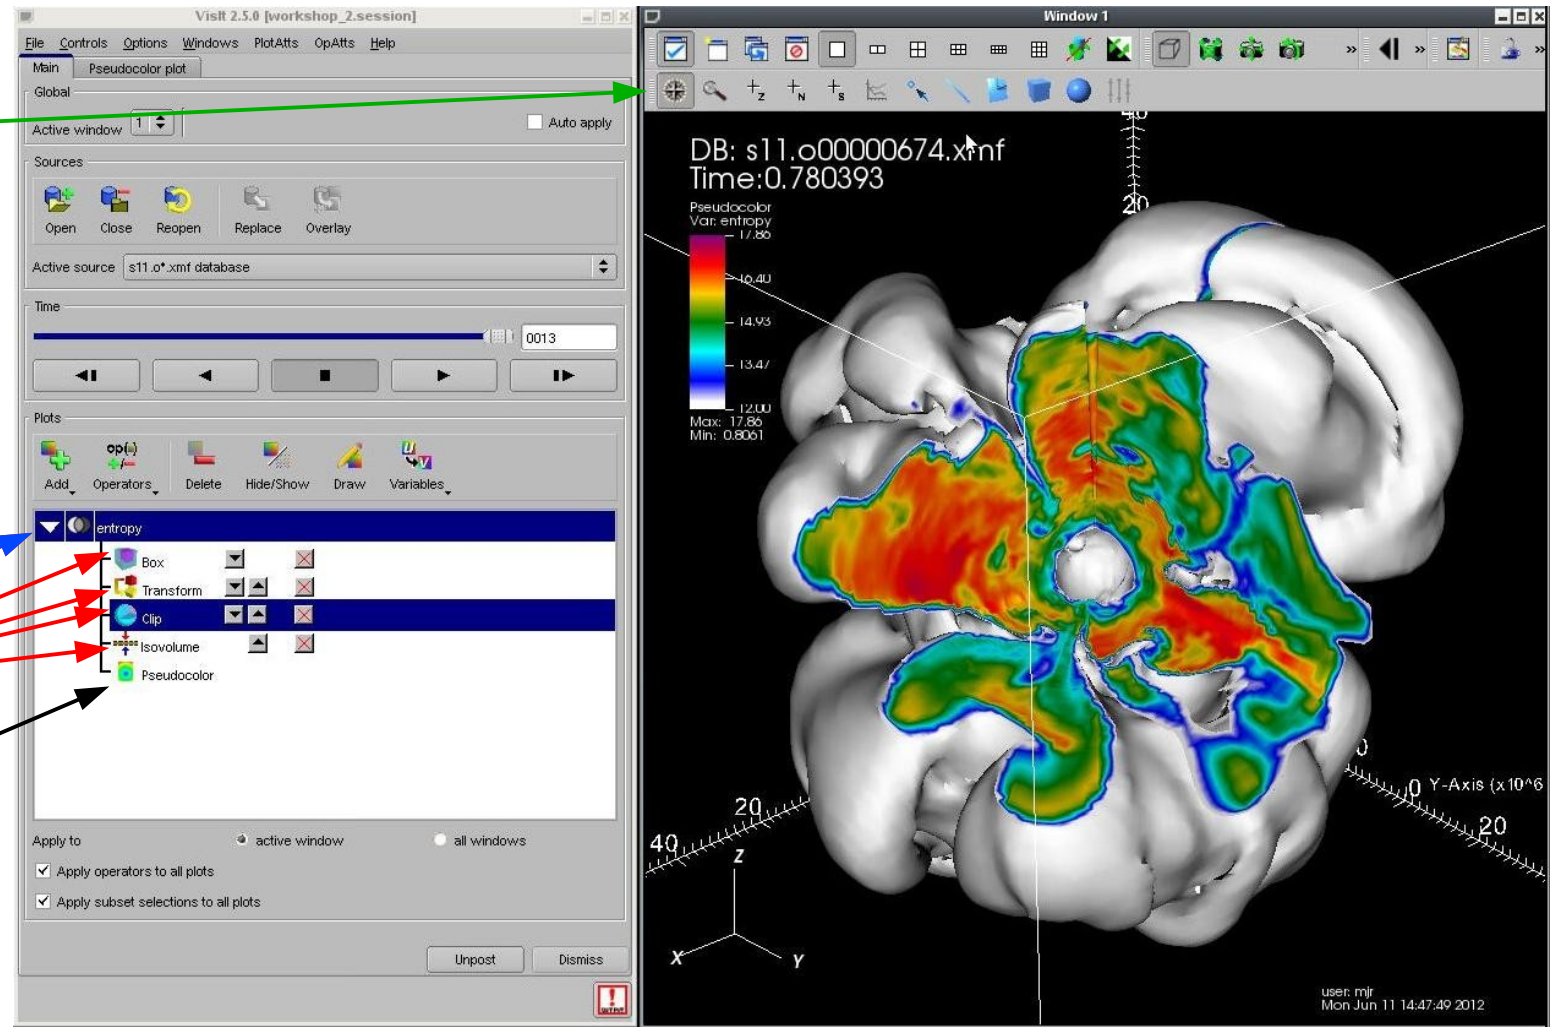 VisIt 2.5.0 [workshop_2.session]
File Controls Options Windows PlotAtts OpAtts Help
Main Pseudocolor plot
Global
Active window 1 Auto apply
Sources
Open Close Reopen Replace Overlay
Active source s11.o*.xmf database
Time
0013
Plots
op(
Add Operators Delete Hide/Show Draw Variables
entropy
Box
Transform
Clip
Isovolume
Pseudocolor
Apply to active window all windows
Apply operators to all plots
Apply subset selections to all plots
Unpost Dismiss
Window 1
» » »
+z +N +s
DB: s11.o00000674.xmf
Time:0.780393
Pseudocolor
Var: entropy
17.86
16.40
14.93
13.47
12.00
Max: 17.86
Min: 0.8061
40
20
0
0 Y-Axis (x10^6
20
20
40
Z
X
Y
user: mjr
Mon Jun 11 14:47:49 2012